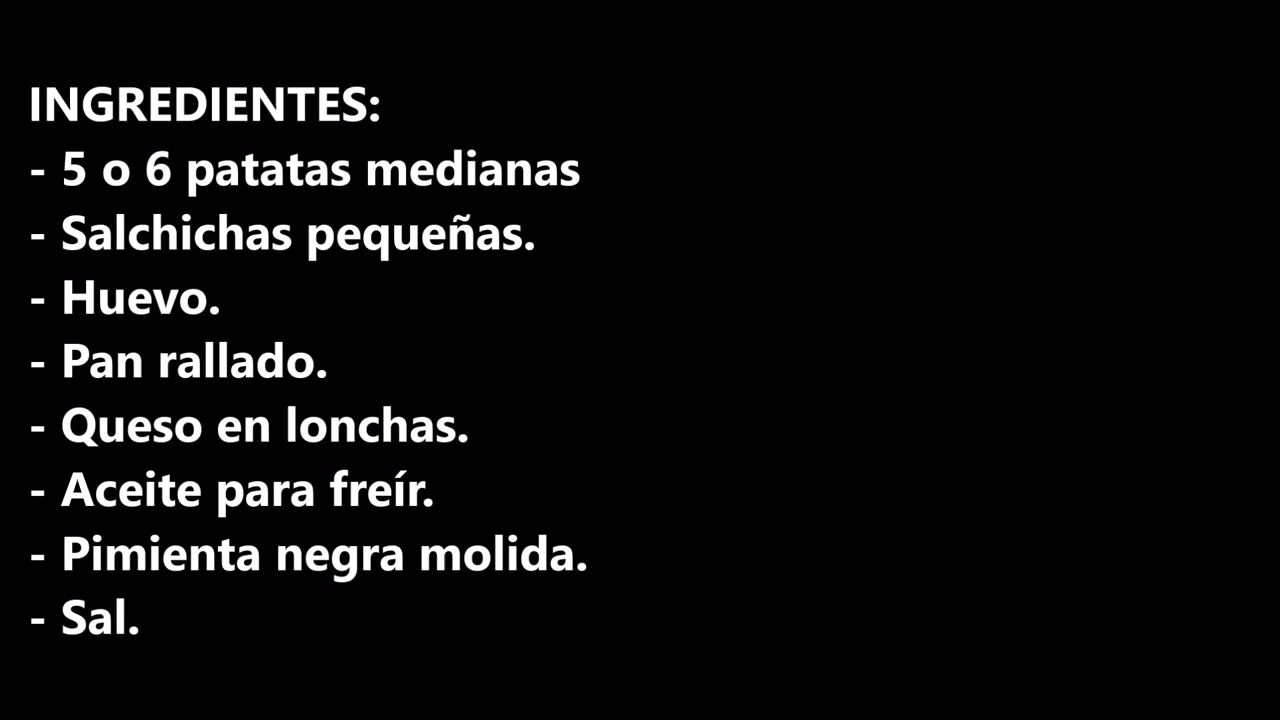 INGREDIENTES:
- 5 o 6 patatas medianas
- Salchichas pequeñas.
- Huevo.
- Pan rallado.
- Queso en lonchas.
- Aceite para freír.
- Pimienta negra molida.
- Sal.